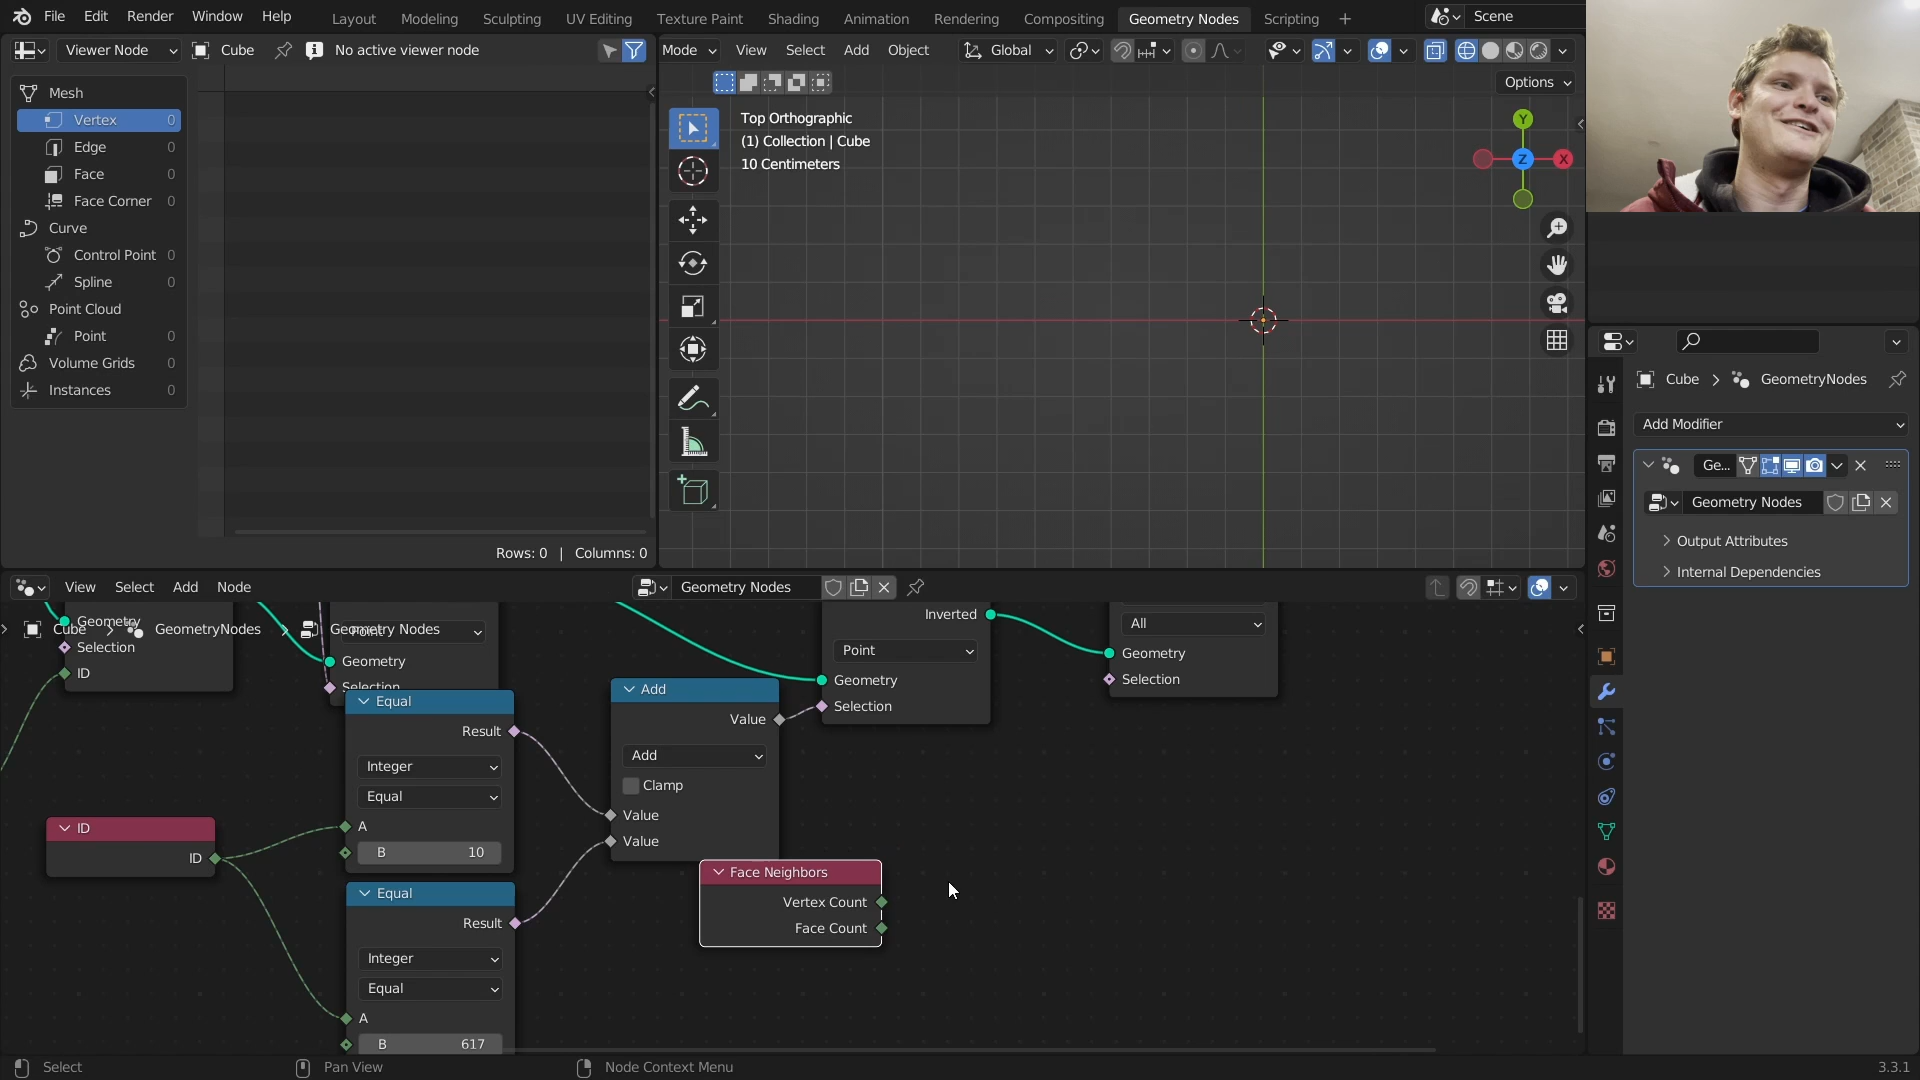 File Edit Render Window Help
Layout Modeling Sculpting UV Editing Texture Paint Shading Animation Rendering Compositing Geometry Nodes Scripting +
Scene
Viewer Node Cube No active viewer node
Mode View Select Add Object Global
Options
Mesh
Vertex 0
Edge 0
Face 0
Face Corner 0
Curve
Control Point 0
Spline 0
Point Cloud
Point 0
Volume Grids 0
Instances 0
Rows: 0 | Columns: 0
Top Orthographic
(1) Collection | Cube
10 Centimeters
Y
Z
X
Cube > GeometryNodes
Add Modifier
Ge...
Geometry Nodes
Output Attributes
Internal Dependencies
View Select Add Node
Geometry Nodes
Cube > GeometryNodes > Geometry Nodes
Geometry
Selection
ID
Point
Geometry
Selection
Equal
Result
Integer
Equal
A
B 10
ID
ID
Equal
Result
Integer
Equal
A
B 617
Add
Value
Add
Clamp
Value
Value
Face Neighbors
Vertex Count
Face Count
Inverted
Point
Geometry
Selection
All
Geometry
Selection
Select
Pan View
Node Context Menu
3.3.1